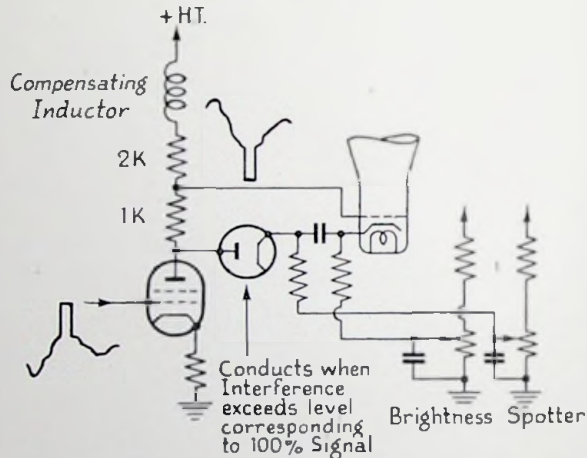 + H.T.
Compensating
Inductor
2K
1K
Conducts when
Interference
exceeds level
corresponding
to 100% Signal
Brightness Spotter